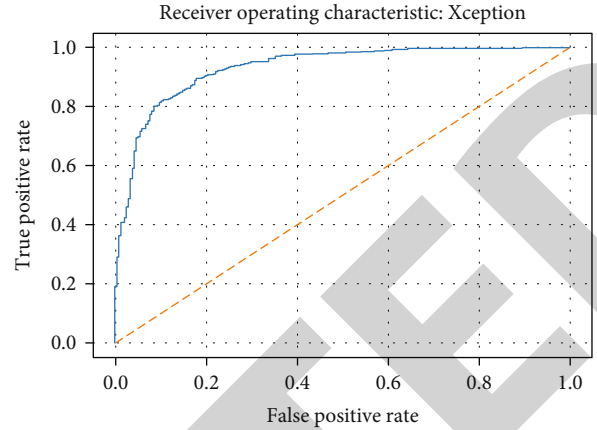 Receiver operating characteristic: Xception
1.0
0.8
0.6
0.4
0.2
0.0
True positive rate
0.0 0.2 0.4 0.6 0.8 1.0
False positive rate